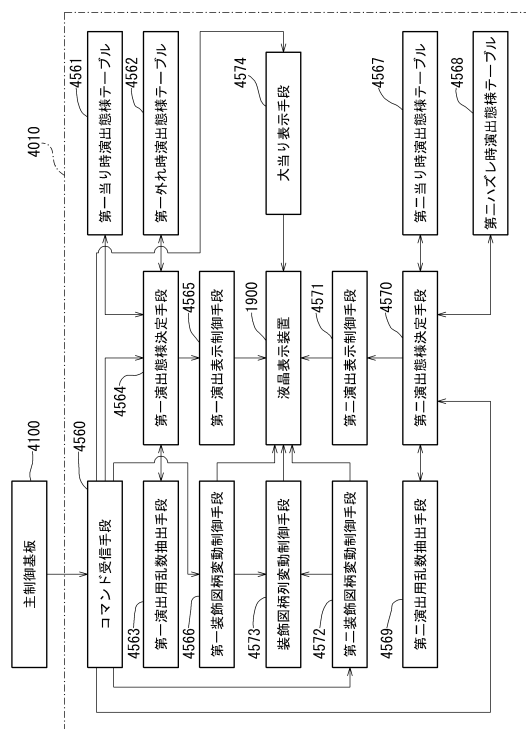 主制御基板
4100
4010
コマンド受信手段
4560
第一演出用乱数抽出手段
4563
第一装飾図柄変動制御手段
4566
装飾図柄列変動制御手段
4573
第二装飾図柄変動制御手段
4572
第二演出用乱数抽出手段
4569
第一演出態様決定手段
4564
第一演出表示制御手段
4565
液晶表示装置
1900
第二演出表示制御手段
4571
第二演出態様決定手段
4570
第一当り時演出態様テーブル
4561
第一外れ時演出態様テーブル
4562
大当り表示手段
4574
第二当り時演出態様テーブル
4567
第二ハズレ時演出態様テーブル
4568